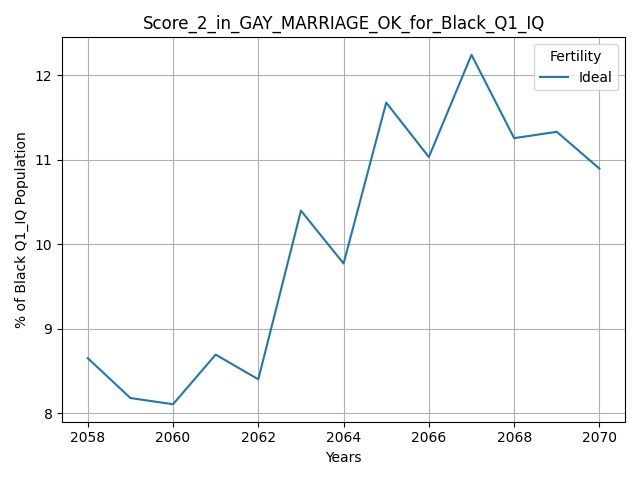 Score_2_in_GAY_MARRIAGE_OK_for_Black_Q1_IQ
Fertility
Ideal
% of Black Q1_IQ Population
12
11
10
9
8
2058 2060 2062 2064 2066 2068 2070
Years